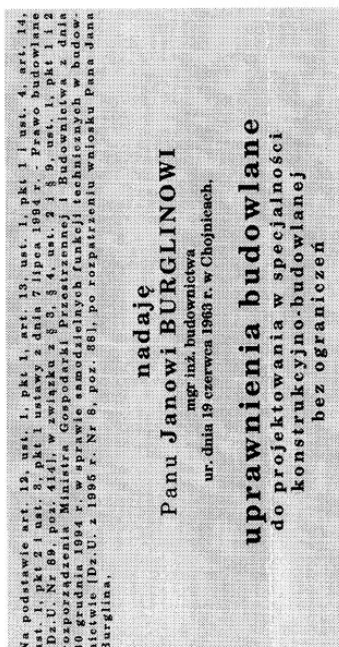 Na podstawie art. 12, ust. 1, pkt 1, art. 13, ust. 1, pkt 1 i ust. 4, art. 14,
ust. 1, pkt 2 i ust. 3, pkt 1 ustawy z dnia 7 lipca 1994 r. - Prawo budowlane
[Dz.U. Nr 89, poz. 414], w związku z § 3, § 4, ust. 2 i § 9, ust. 1, pkt 1 i 2
rozporządzenia Ministra Gospodarki Przestrzennej i Budownictwa z dnia
30 grudnia 1994 r. w sprawie samodzielnych funkcji technicznych w budow-
nictwie [Dz.U. z 1995 r. Nr 8, poz. 38], po rozpatrzeniu wniosku Pana Jana
Burglina,
nadaję
Panu Janowi BURGLINOWI
mgr inż. budownictwa
ur. dnia 19 czerwca 1963 r. w Chojnicach,
uprawnienia budowlane
do projektowania w specjalności
konstrukcyjno-budowlanej
bez ograniczeń